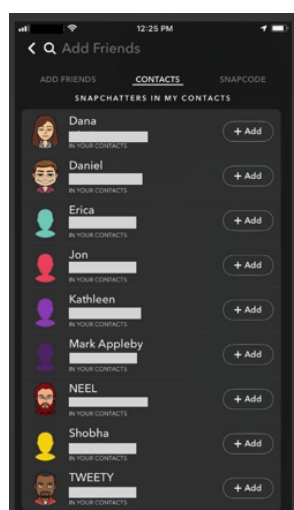 12:25 PM
Add Friends
ADD FRIENDS CONTACTS SNAPCODE
SNAPCHATTERS IN MY CONTACTS
Dana
+ Add
IN YOUR CONTACTS
Daniel
+ Add
IN YOUR CONTACTS
Erica
+ Add
IN YOUR CONTACTS
Jon
+ Add
IN YOUR CONTACTS
Kathleen
+ Add
IN YOUR CONTACTS
Mark Appleby
+ Add
IN YOUR CONTACTS
NEEL
+ Add
IN YOUR CONTACTS
Shobha
+ Add
IN YOUR CONTACTS
TWEETY
+ Add
IN YOUR CONTACTS